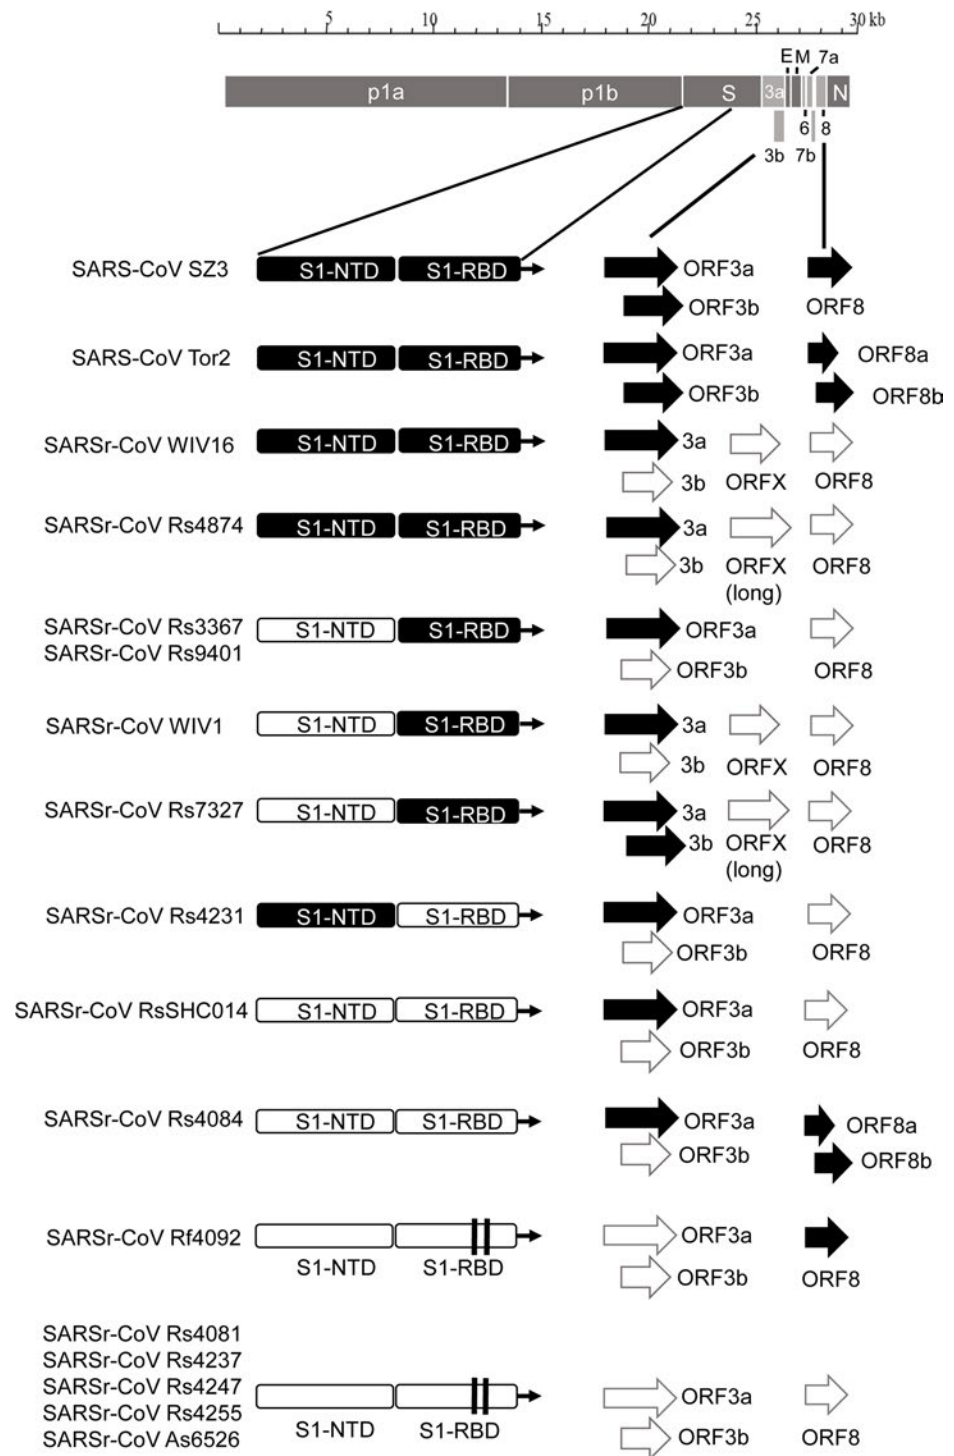 5 10 15 20 25 30 kb
E M 7a
p1a p1b S 3a N
6 8
3b 7b
SARS-CoV SZ3 S1-NTD S1-RBD ORF3a
ORF3b ORF8
SARS-CoV Tor2 S1-NTD S1-RBD ORF3a ORF8a
ORF3b ORF8b
SARSr-CoV WIV16 S1-NTD S1-RBD 3a
3b ORFX ORF8
SARSr-CoV Rs4874 S1-NTD S1-RBD 3a
3b ORFX ORF8
(long)
SARSr-CoV Rs3367 S1-NTD S1-RBD ORF3a
SARSr-CoV Rs9401
ORF3b ORF8
SARSr-CoV WIV1 S1-NTD S1-RBD 3a
3b ORFX ORF8
SARSr-CoV Rs7327 S1-NTD S1-RBD 3a
3b ORFX ORF8
(long)
SARSr-CoV Rs4231 S1-NTD S1-RBD ORF3a
ORF3b ORF8
SARSr-CoV RsSHC014 S1-NTD S1-RBD ORF3a
ORF3b ORF8
SARSr-CoV Rs4084 S1-NTD S1-RBD ORF3a ORF8a
ORF3b ORF8b
SARSr-CoV Rf4092 ORF3a
S1-NTD S1-RBD ORF3b ORF8
SARSr-CoV Rs4081
SARSr-CoV Rs4237
SARSr-CoV Rs4247 ORF3a
SARSr-CoV Rs4255
S1-NTD S1-RBD
SARSr-CoV As6526 ORF3b ORF8